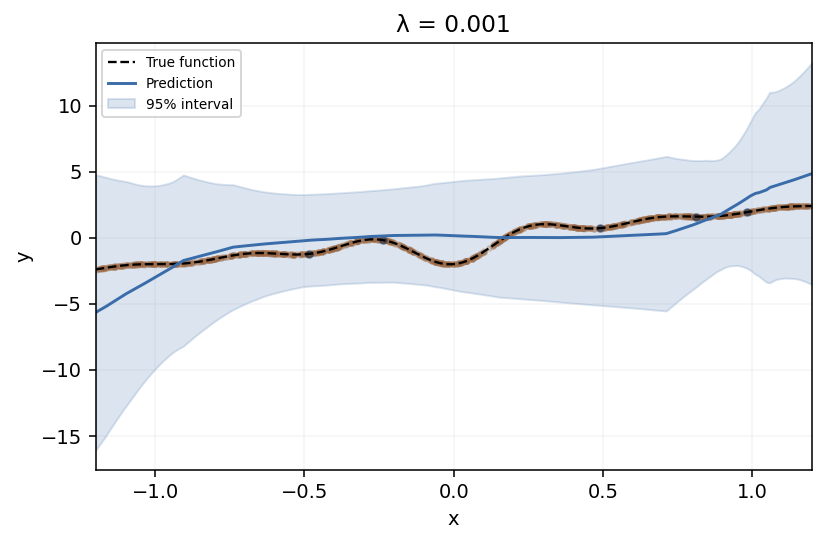 λ = 0.001
True function
Prediction
95% interval
10
5
0
−5
−10
−15
y
−1.0 −0.5 0.0 0.5 1.0
x